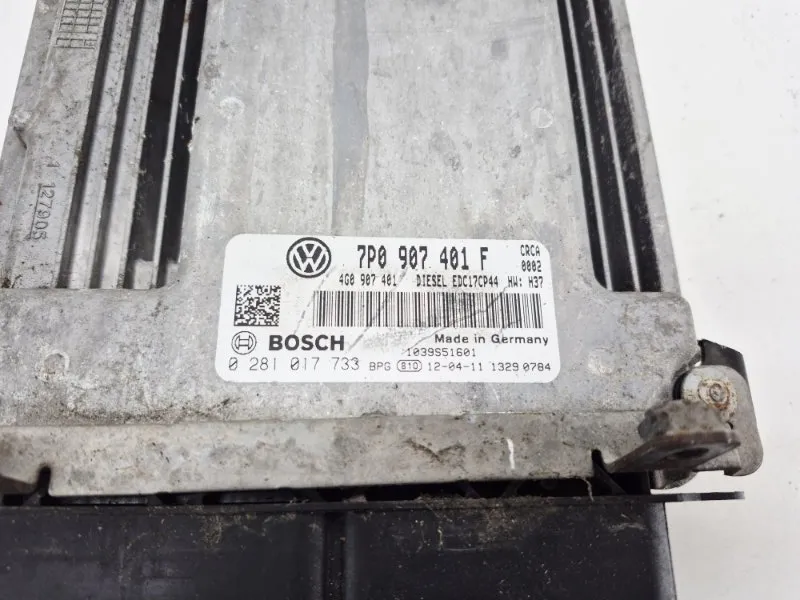 7P0 907 401 F
CRCA
0002
4G0 907 401 DIESEL EDC17CP44 HW: H37
BOSCH
Made in Germany
1039S51601
0 281 017 733 BPG 810 12-04-11 1329 0784
127905